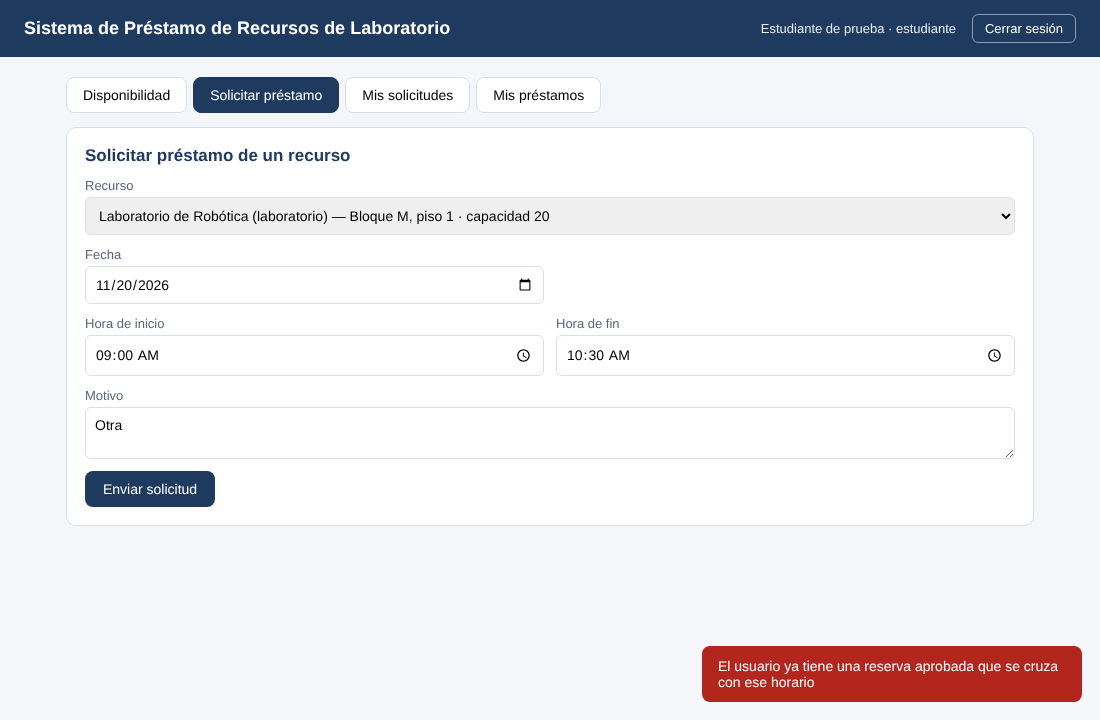 Sistema de Préstamo de Recursos de Laboratorio
Estudiante de prueba · estudiante
Cerrar sesión
Disponibilidad
Solicitar préstamo
Mis solicitudes
Mis préstamos
Solicitar préstamo de un recurso
Recurso
Laboratorio de Robótica (laboratorio) — Bloque M, piso 1 · capacidad 20
Fecha
11/20/2026
Hora de inicio
Hora de fin
09:00 AM
10:30 AM
Motivo
Otra
Enviar solicitud
El usuario ya tiene una reserva aprobada que se cruza
con ese horario